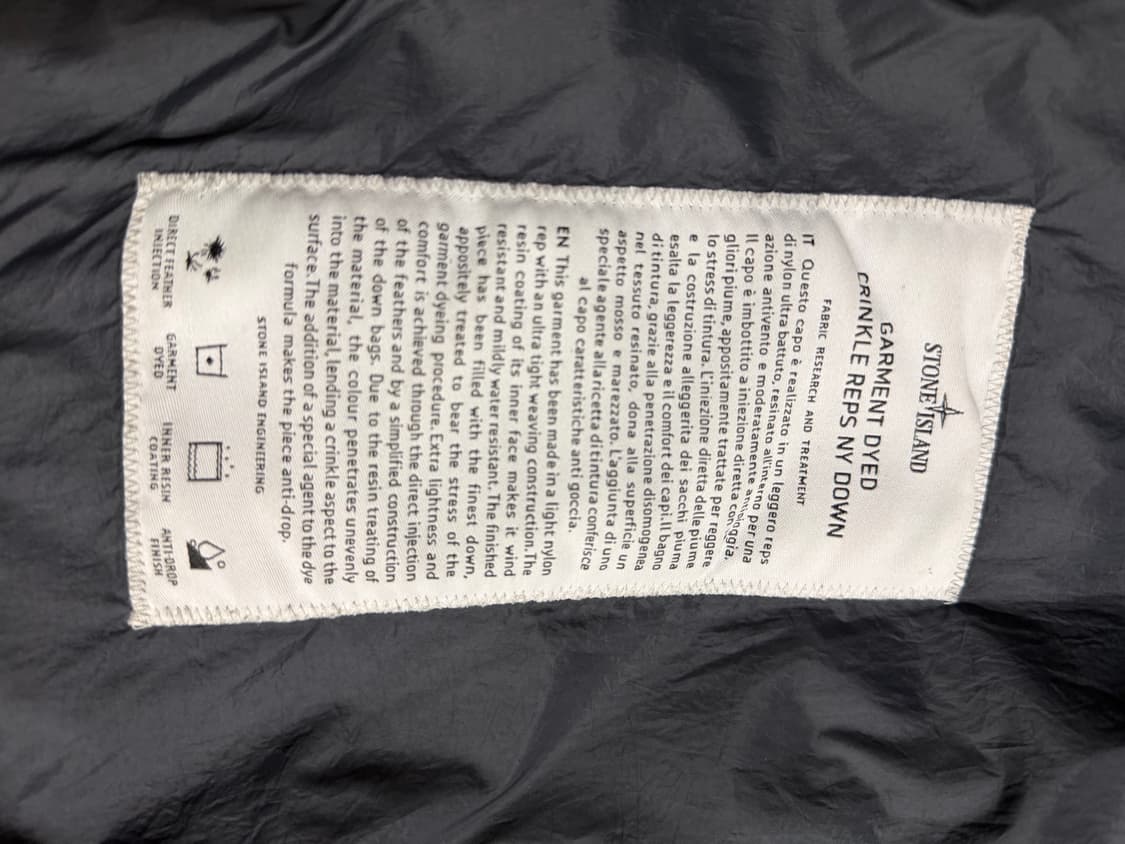 STONE ISLAND
GARMENT DYED
CRINKLE REPS NY DOWN
FABRIC RESEARCH AND TREATMENT
IT Questo capo è realizzato in un leggero reps
di nylon ultra battuto, resinato all'interno per una
azione antivento e moderatamente antipioggia.
Il capo è imbottito a iniezione diretta con
gliori piume, appositamente trattate per reggere
lo stress di tintura. L'iniezione diretta delle piume
e la costruzione alleggerita dei sacchi piuma
esalta la leggerezza e il comfort dei capi. Il bagno
di tintura, grazie alla penetrazione disomogenea
nel tessuto resinato, dona alla superficie un
aspetto mosso e marezzato. L'aggiunta di uno
speciale agente alla ricetta di tintura conferisce
al capo caratteristiche anti goccia.
EN This garment has been made in a light nylon
rep with an ultra tight weaving construction. The
resin coating of its inner face makes it wind
resistant and mildly water resistant. The finished
piece has been filled with the finest down,
appositely treated to bear the stress of the
garment dyeing procedure. Extra lightness and
comfort is achieved through the direct injection
of the feathers and by a simplified construction
of the down bags. Due to the resin treating of
the material, the colour penetrates unevenly
into the material, lending a crinkle aspect to the
surface. The addition of a special agent to the dye
formula makes the piece anti-drop.
STONE ISLAND ENGINEERING
DIRECT FEATHER INJECTION
GARMENT DYED
INNER RESIN COATING
ANTI-DROP FINISH